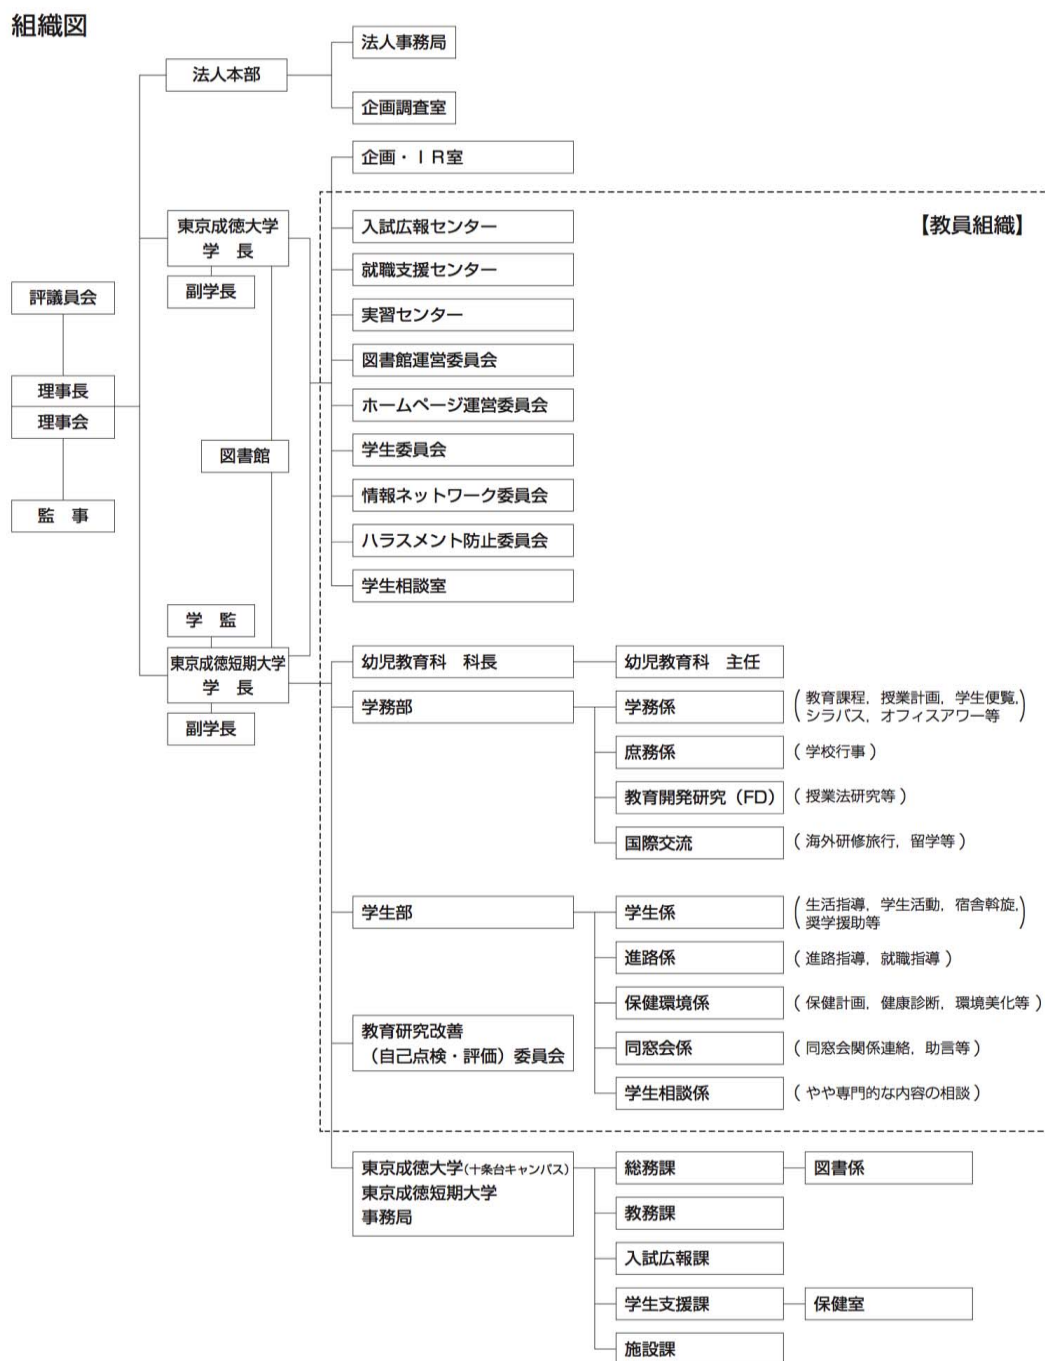 組織図
法人本部
法人事務局
企画調査室
企画・ＩＲ室
【教員組織】
東京成徳大学
学　長
副学長
評議員会
理事長
理事会
監　事
図書館
学　監
東京成徳短期大学
学　長
副学長
入試広報センター
就職支援センター
実習センター
図書館運営委員会
ホームページ運営委員会
学生委員会
情報ネットワーク委員会
ハラスメント防止委員会
学生相談室
幼児教育科　科長
幼児教育科　主任
学務部
学務係
（教育課程，授業計画，学生便覧，
シラバス，オフィスアワー等）
庶務係
（学校行事）
教育開発研究（FD）
（授業法研究等）
国際交流
（海外研修旅行，留学等）
学生部
学生係
（生活指導，学生活動，宿舎斡旋，
奨学援助等）
進路係
（進路指導，就職指導）
保健環境係
（保健計画，健康診断，環境美化等）
教育研究改善
（自己点検・評価）委員会
同窓会係
（同窓会関係連絡，助言等）
学生相談係
（やや専門的な内容の相談）
東京成徳大学（十条台キャンパス）
東京成徳短期大学
事務局
総務課
図書係
教務課
入試広報課
学生支援課
保健室
施設課